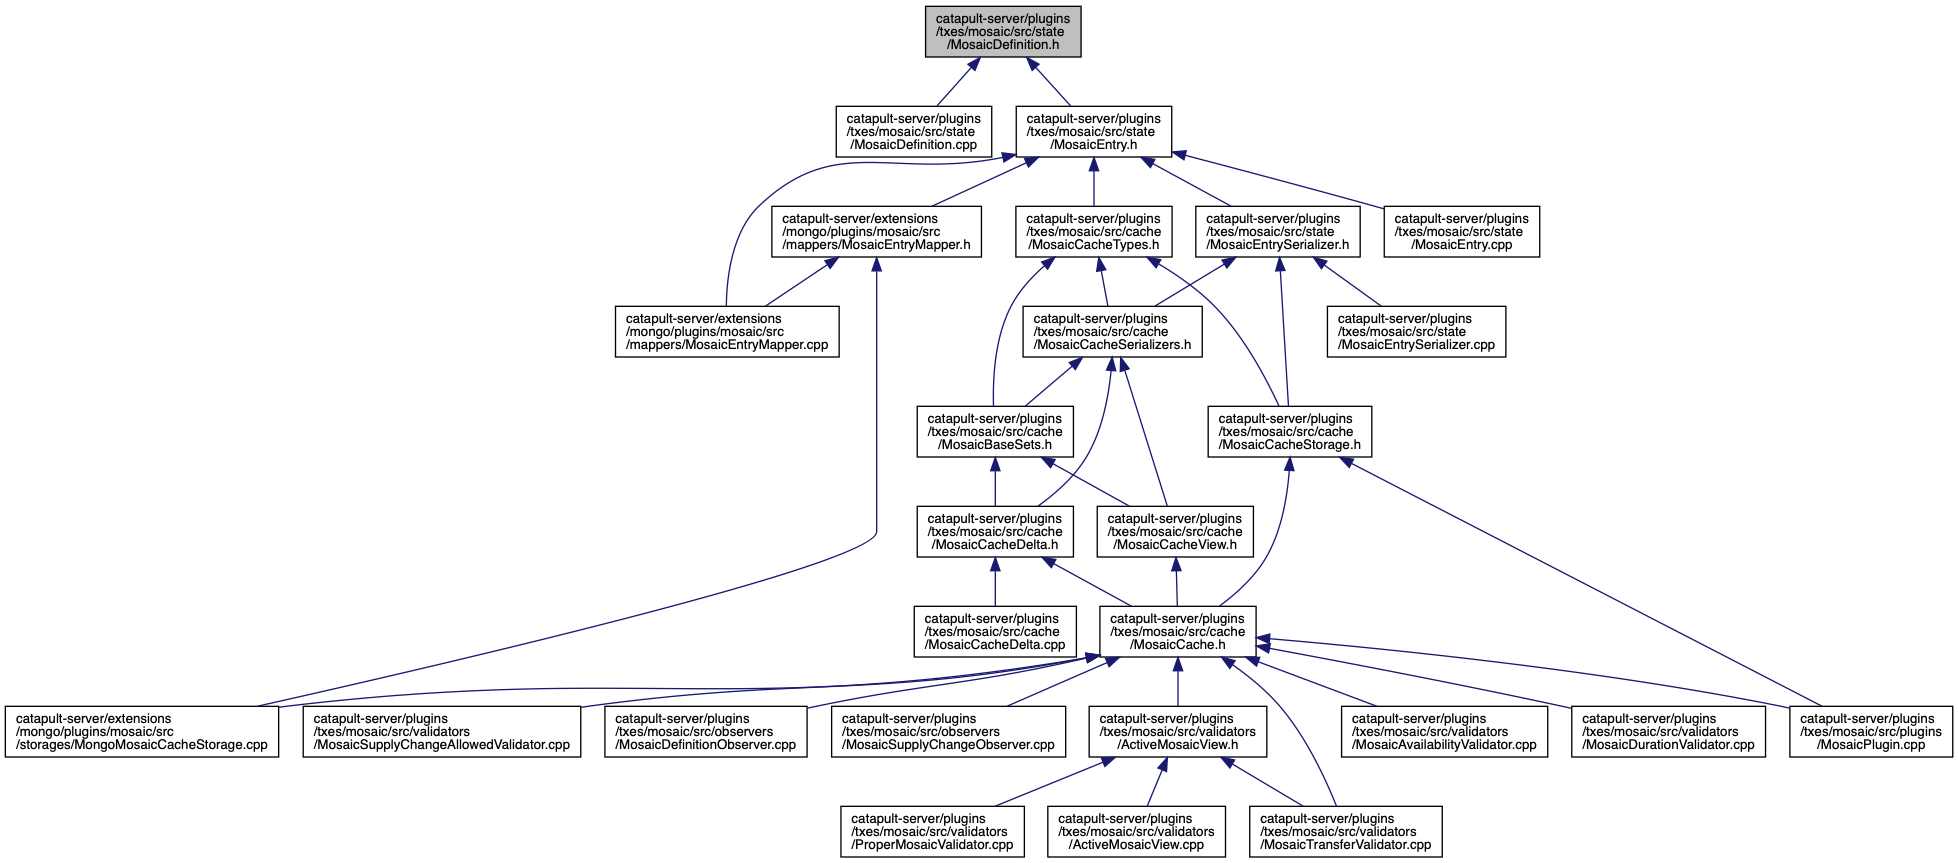 catapult-server/plugins
/txes/mosaic/src/state
/MosaicDefinition.h
catapult-server/plugins
/txes/mosaic/src/state
/MosaicDefinition.cpp
catapult-server/plugins
/txes/mosaic/src/state
/MosaicEntry.h
catapult-server/extensions
/mongo/plugins/mosaic/src
/mappers/MosaicEntryMapper.h
catapult-server/plugins
/txes/mosaic/src/cache
/MosaicCacheTypes.h
catapult-server/plugins
/txes/mosaic/src/state
/MosaicEntrySerializer.h
catapult-server/plugins
/txes/mosaic/src/state
/MosaicEntry.cpp
catapult-server/extensions
/mongo/plugins/mosaic/src
/mappers/MosaicEntryMapper.cpp
catapult-server/plugins
/txes/mosaic/src/cache
/MosaicCacheSerializers.h
catapult-server/plugins
/txes/mosaic/src/state
/MosaicEntrySerializer.cpp
catapult-server/plugins
/txes/mosaic/src/cache
/MosaicBaseSets.h
catapult-server/plugins
/txes/mosaic/src/cache
/MosaicCacheStorage.h
catapult-server/plugins
/txes/mosaic/src/cache
/MosaicCacheDelta.h
catapult-server/plugins
/txes/mosaic/src/cache
/MosaicCacheView.h
catapult-server/plugins
/txes/mosaic/src/cache
/MosaicCacheDelta.cpp
catapult-server/plugins
/txes/mosaic/src/cache
/MosaicCache.h
catapult-server/extensions
/mongo/plugins/mosaic/src
/storages/MongoMosaicCacheStorage.cpp
catapult-server/plugins
/txes/mosaic/src/validators
/MosaicSupplyChangeAllowedValidator.cpp
catapult-server/plugins
/txes/mosaic/src/observers
/MosaicDefinitionObserver.cpp
catapult-server/plugins
/txes/mosaic/src/observers
/MosaicSupplyChangeObserver.cpp
catapult-server/plugins
/txes/mosaic/src/validators
/ActiveMosaicView.h
catapult-server/plugins
/txes/mosaic/src/validators
/MosaicAvailabilityValidator.cpp
catapult-server/plugins
/txes/mosaic/src/validators
/MosaicDurationValidator.cpp
catapult-server/plugins
/txes/mosaic/src/plugins
/MosaicPlugin.cpp
catapult-server/plugins
/txes/mosaic/src/validators
/ProperMosaicValidator.cpp
catapult-server/plugins
/txes/mosaic/src/validators
/ActiveMosaicView.cpp
catapult-server/plugins
/txes/mosaic/src/validators
/MosaicTransferValidator.cpp